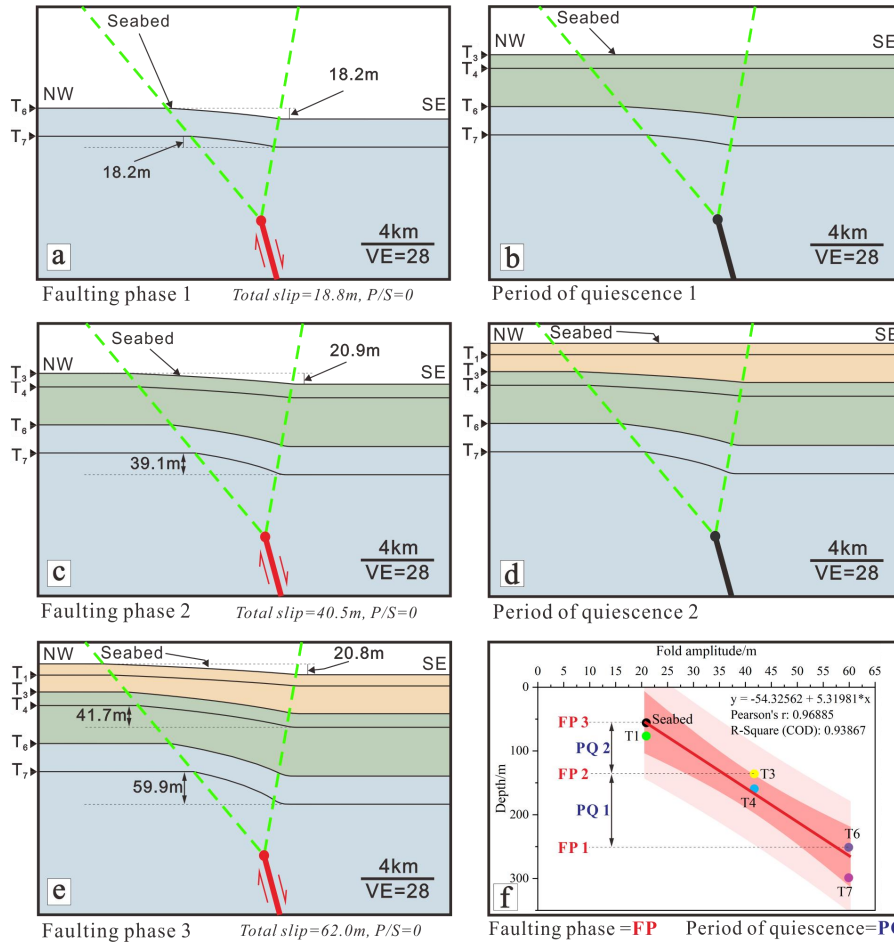 Seabed
NW
18.2m
SE
T6
T7
18.2m
a
4km
VE=28
Faulting phase 1
Total slip=18.8m, P/S=0
NW
Seabed
SE
T3
T4
T6
T7
b
4km
VE=28
Period of quiescence 1
Seabed
NW
20.9m
SE
T3
T4
T6
T7
39.1m
c
4km
VE=28
Faulting phase 2
Total slip=40.5m, P/S=0
NW
Seabed
SE
T1
T3
T4
T6
T7
d
4km
VE=28
Period of quiescence 2
NW
Seabed
20.8m
SE
T1
T3
T4
41.7m
T6
T7
59.9m
e
4km
VE=28
Faulting phase 3
Total slip=62.0m, P/S=0
Fold amplitude/m
0 5 10 15 20 25 30 35 40 45 50 55 60 65
0
100
200
300
Depth/m
y = -54.32562 + 5.31981*x
Pearson's r: 0.96885
R-Square (COD): 0.93867
FP 3
Seabed
T1
PQ 2
FP 2
T3
T4
PQ 1
FP 1
T6
T7
f
Faulting phase =FP
Period of quiescence=PQ